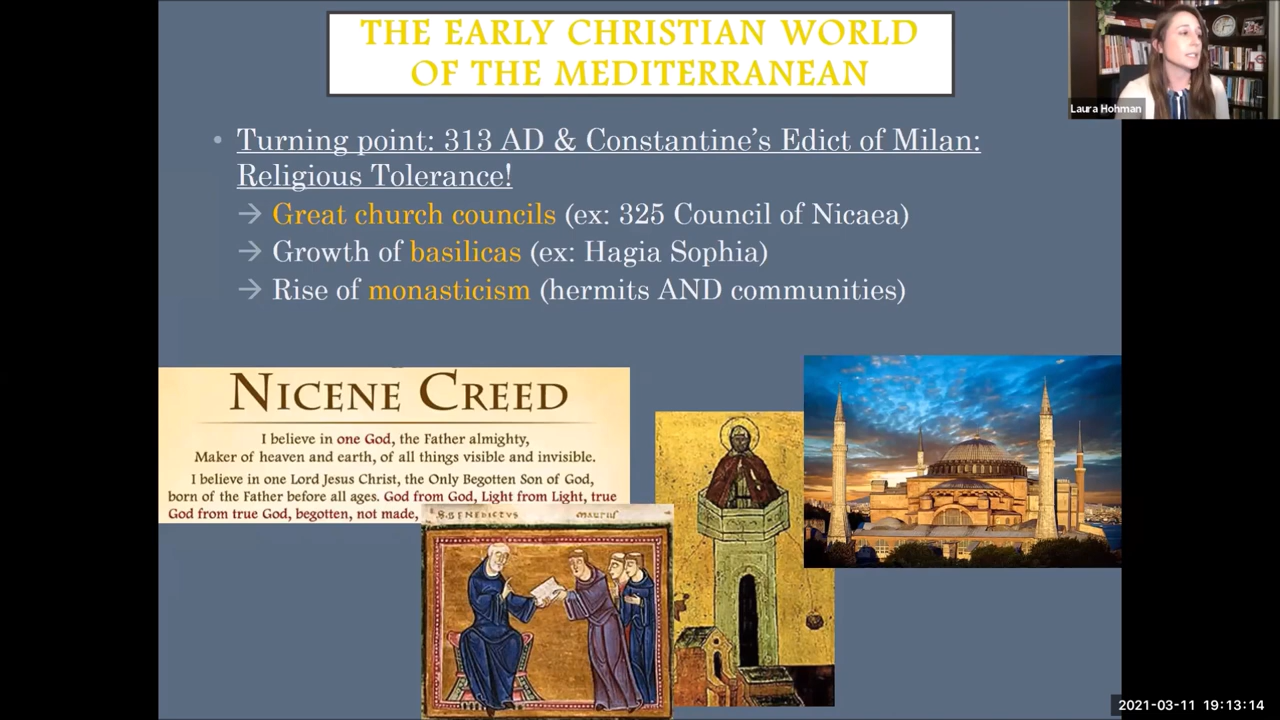 THE EARLY CHRISTIAN WORLD
OF THE MEDITERRANEAN
Laura Hohman
• Turning point: 313 AD & Constantine's Edict of Milan:
Religious Tolerance!
→ Great church councils (ex: 325 Council of Nicaea)
→ Growth of basilicas (ex: Hagia Sophia)
→ Rise of monasticism (hermits AND communities)
NICENE CREED
I believe in one God, the Father almighty,
Maker of heaven and earth, of all things visible and invisible.
I believe in one Lord Jesus Christ, the Only Begotten Son of God,
born of the Father before all ages. God from God, Light from Light, true
God from true God, begotten, not made,
2021-03-11 19:13:14